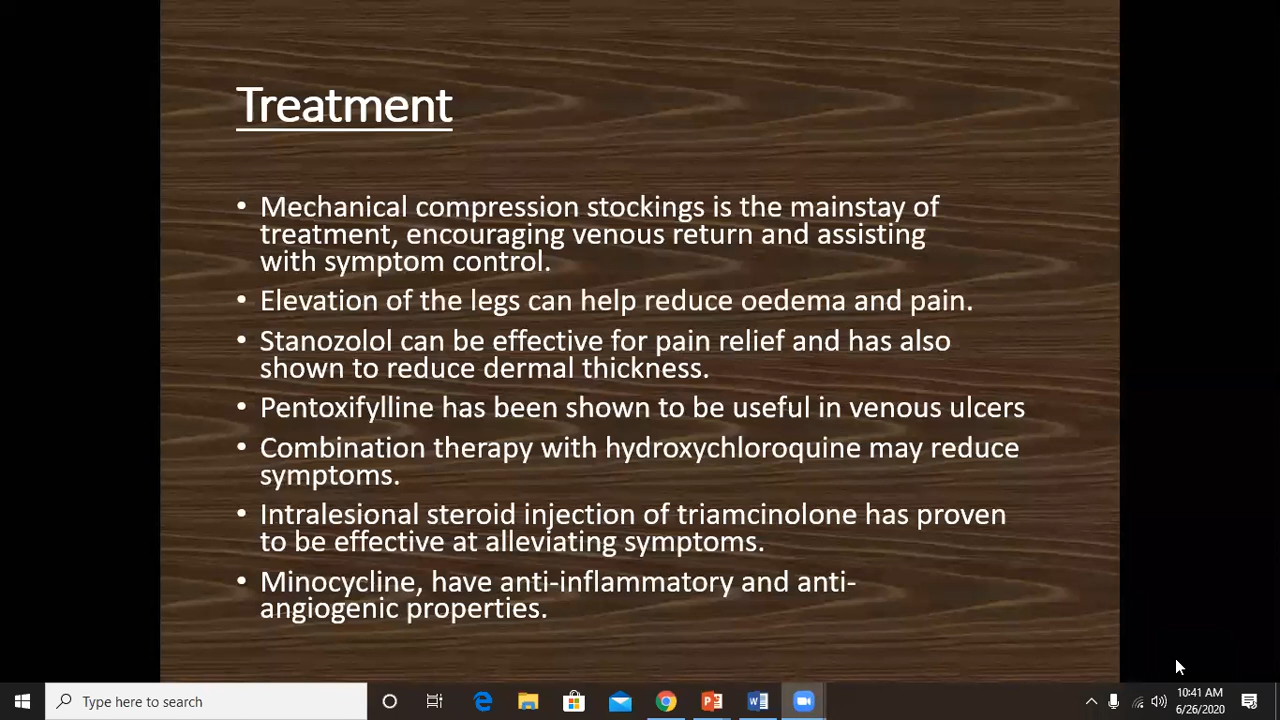 Treatment
• Mechanical compression stockings is the mainstay of
treatment, encouraging venous return and assisting
with symptom control.
• Elevation of the legs can help reduce oedema and pain.
• Stanozolol can be effective for pain relief and has also
shown to reduce dermal thickness.
• Pentoxifylline has been shown to be useful in venous ulcers
• Combination therapy with hydroxychloroquine may reduce
symptoms.
• Intralesional steroid injection of triamcinolone has proven
to be effective at alleviating symptoms.
• Minocycline, have anti-inflammatory and anti-
angiogenic properties.
Type here to search
10:41 AM
6/26/2020